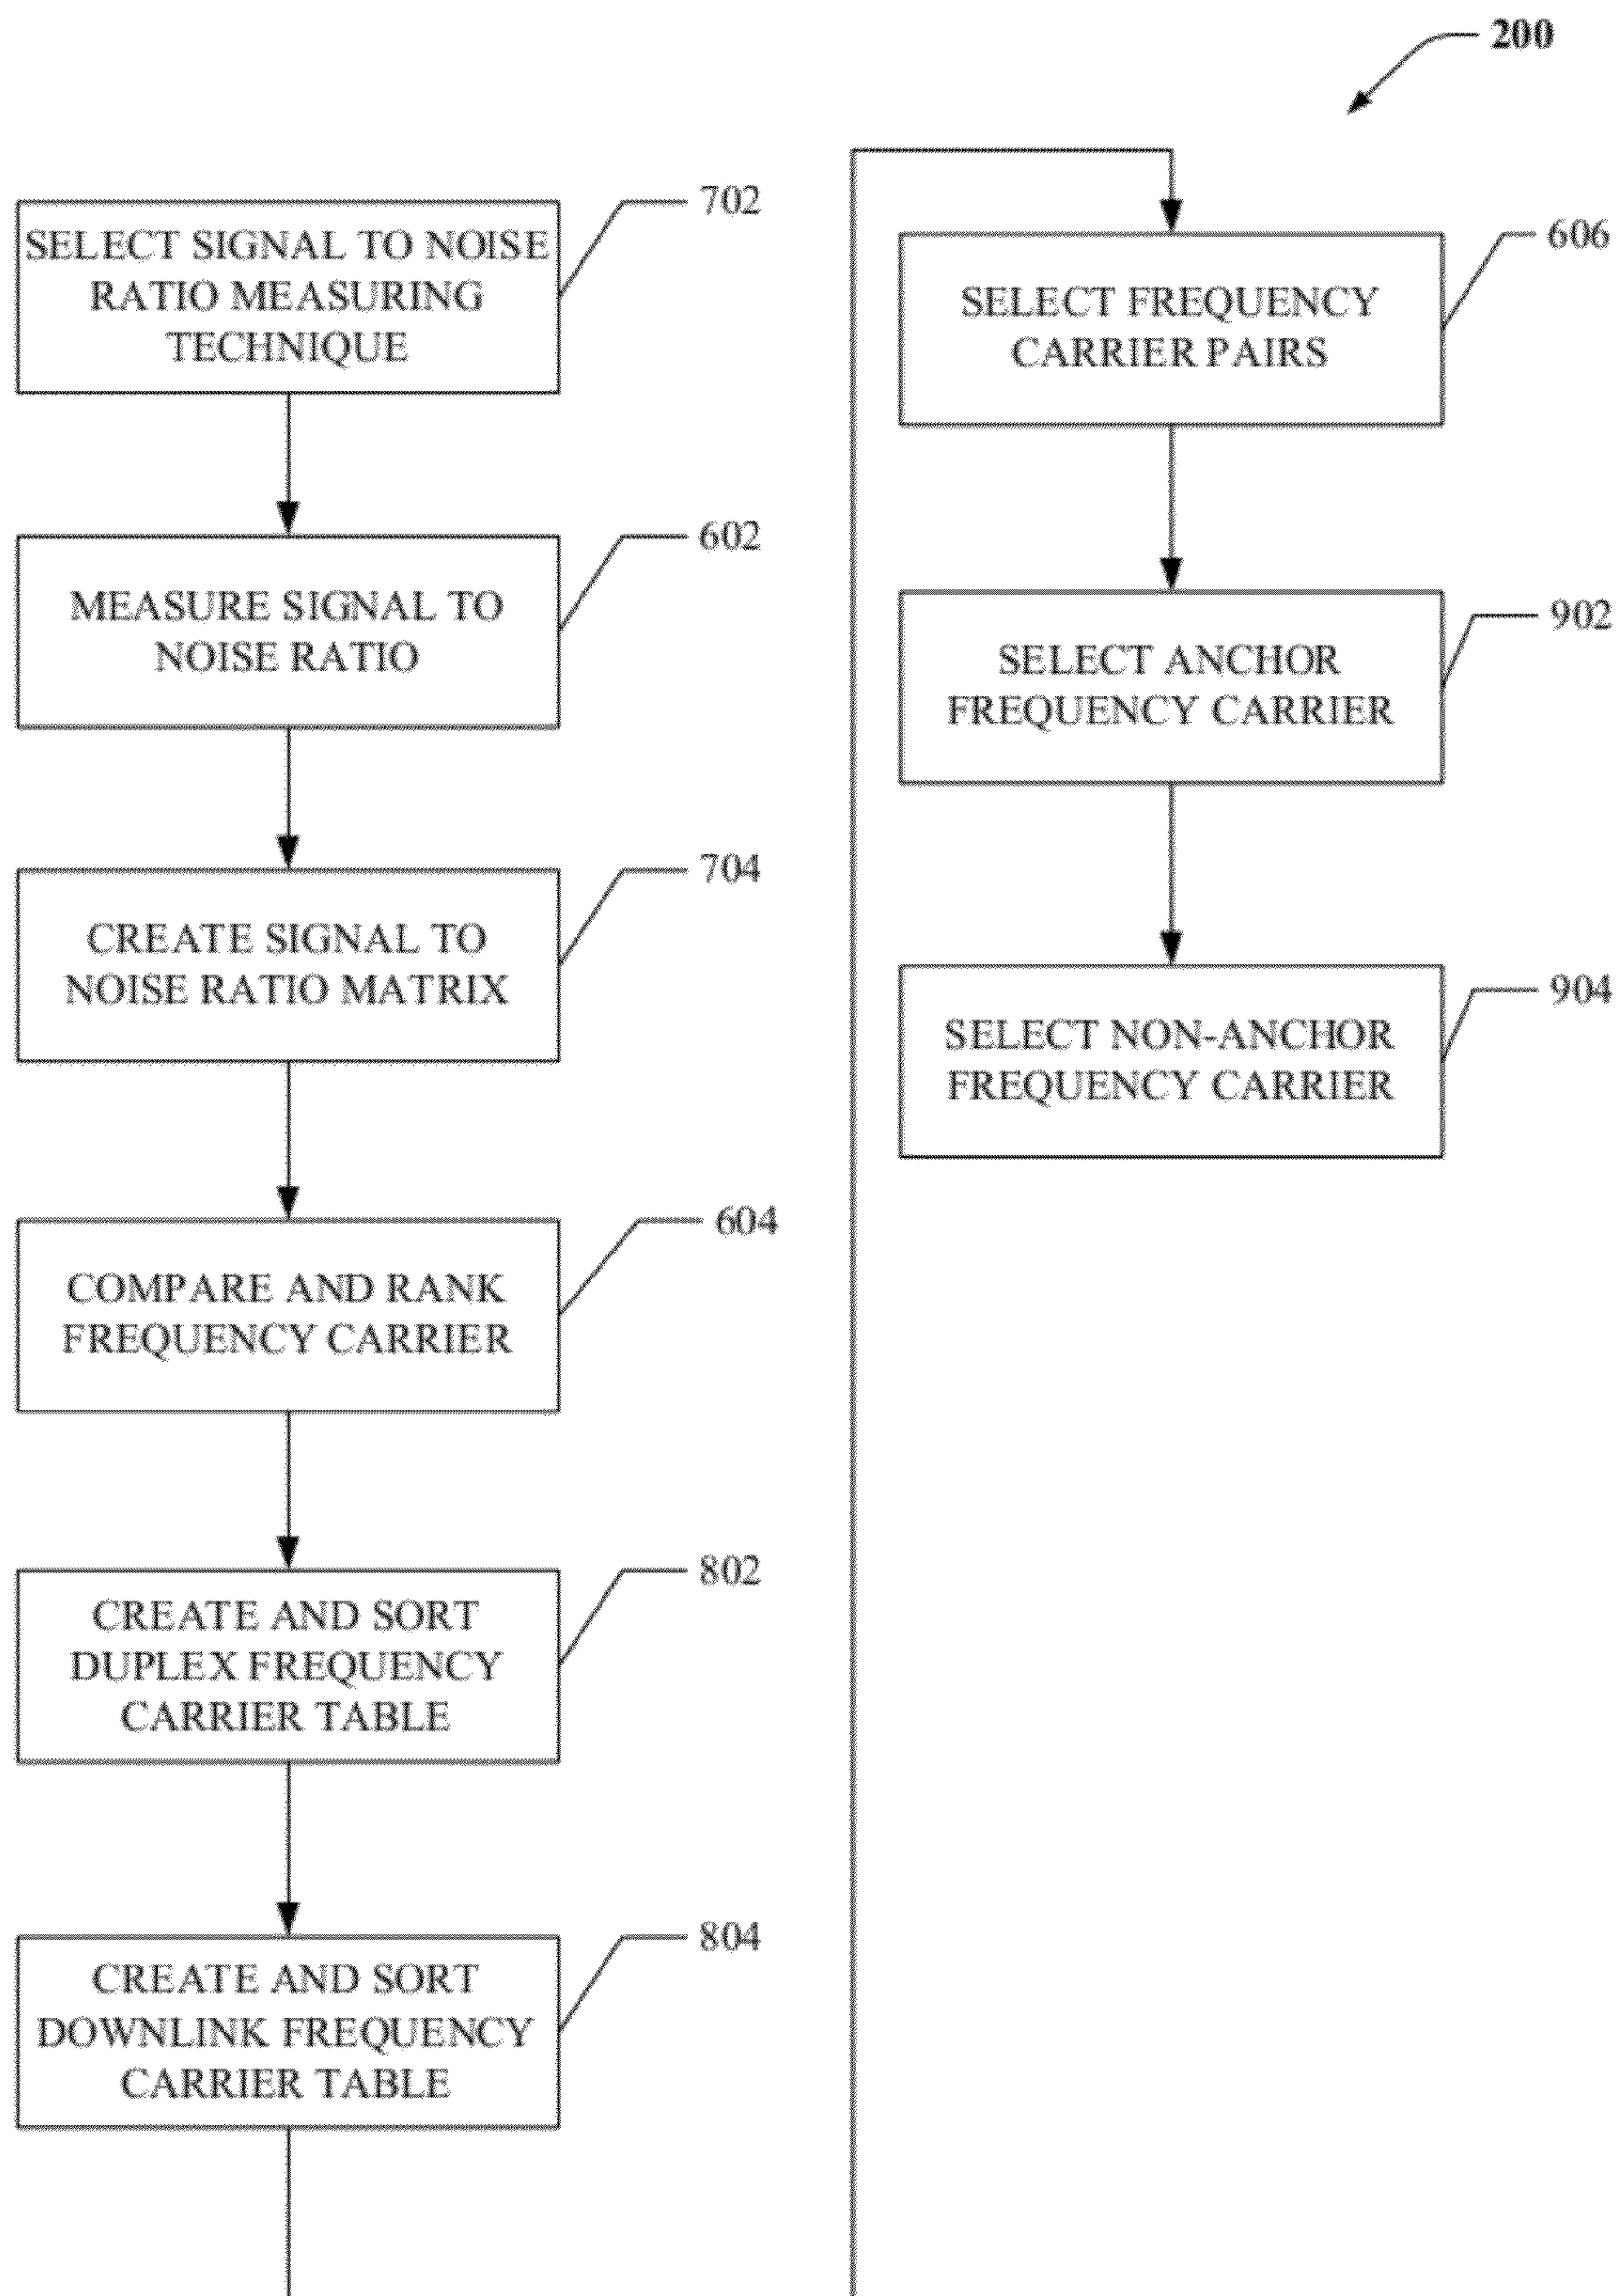 200
702
SELECT SIGNAL TO NOISE
RATIO MEASURING
TECHNIQUE
602
MEASURE SIGNAL TO
NOISE RATIO
704
CREATE SIGNAL TO
NOISE RATIO MATRIX
604
COMPARE AND RANK
FREQUENCY CARRIER
802
CREATE AND SORT
DUPLEX FREQUENCY
CARRIER TABLE
804
CREATE AND SORT
DOWNLINK FREQUENCY
CARRIER TABLE
606
SELECT FREQUENCY
CARRIER PAIRS
902
SELECT ANCHOR
FREQUENCY CARRIER
904
SELECT NON-ANCHOR
FREQUENCY CARRIER